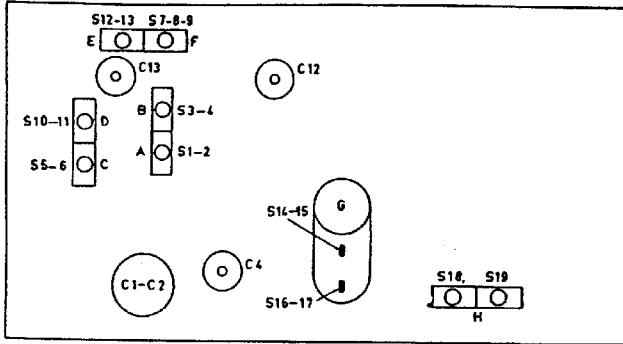 S12-13 S7-8-9
E F
C13 C12
B S3-4
S10-11 D
A S1-2
S5-6 C
G
S14-15
C4
C1-C2
S16-17
S18, S19
H